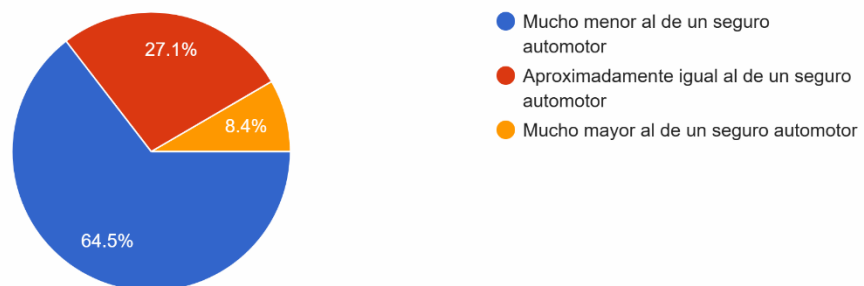 27.1%
8.4%
64.5%
Mucho menor al de un seguro
automotor
Aproximadamente igual al de un seguro
automotor
Mucho mayor al de un seguro automotor